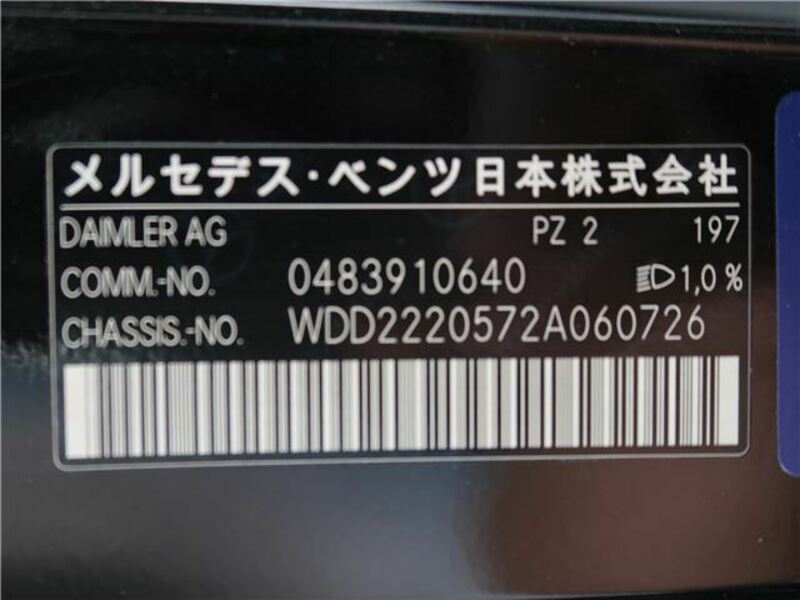 メルセデス・ベンツ日本株式会社
DAIMLER AG PZ 2 197
COMM.-NO. 0483910640 1,0 %
CHASSIS.-NO. WDD2220572A060726